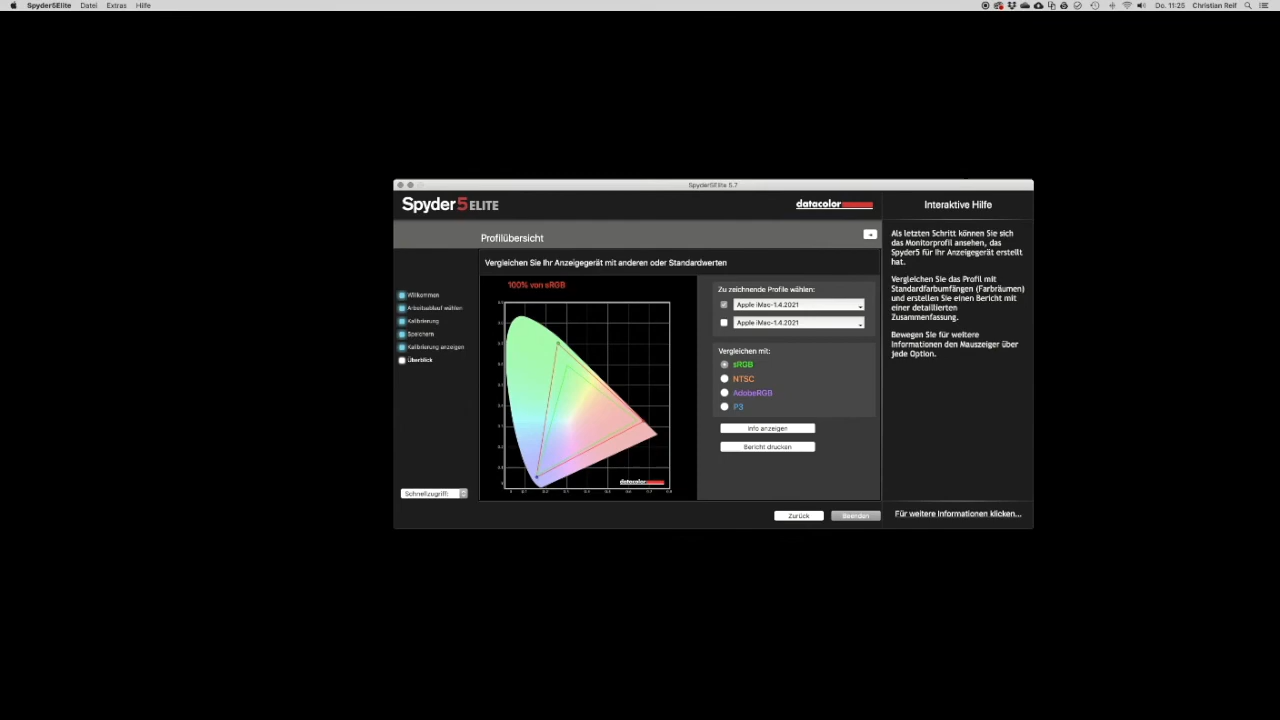 Spyder5Elite Datei Extras Hilfe
Do. 11:25 Christian Reif
Spyder5Elite 5.7
Spyder5ELITE
datacolor
Interaktive Hilfe
Profilübersicht
Vergleichen Sie Ihr Anzeigegerät mit anderen oder Standardwerten
Willkommen
Arbeitsablauf wählen
Kalibrierung
Speichern
Kalibrierung anzeigen
Überblick
Schnellzugriff:
100% von sRGB
datacolor
Zu zeichnende Profile wählen:
Apple iMac-1.4.2021
Apple iMac-1.4.2021
Vergleichen mit:
sRGB
NTSC
AdobeRGB
P3
Info anzeigen
Bericht drucken
Zurück
Beenden
Als letzten Schritt können Sie sich
das Monitorprofil ansehen, das
Spyder5 für Ihr Anzeigegerät erstellt
hat.
Vergleichen Sie das Profil mit
Standardfarbumfängen (Farbräumen)
und erstellen Sie einen Bericht mit
einer detaillierten
Zusammenfassung.
Bewegen Sie für weitere
Informationen den Mauszeiger über
jede Option.
Für weitere Informationen klicken...